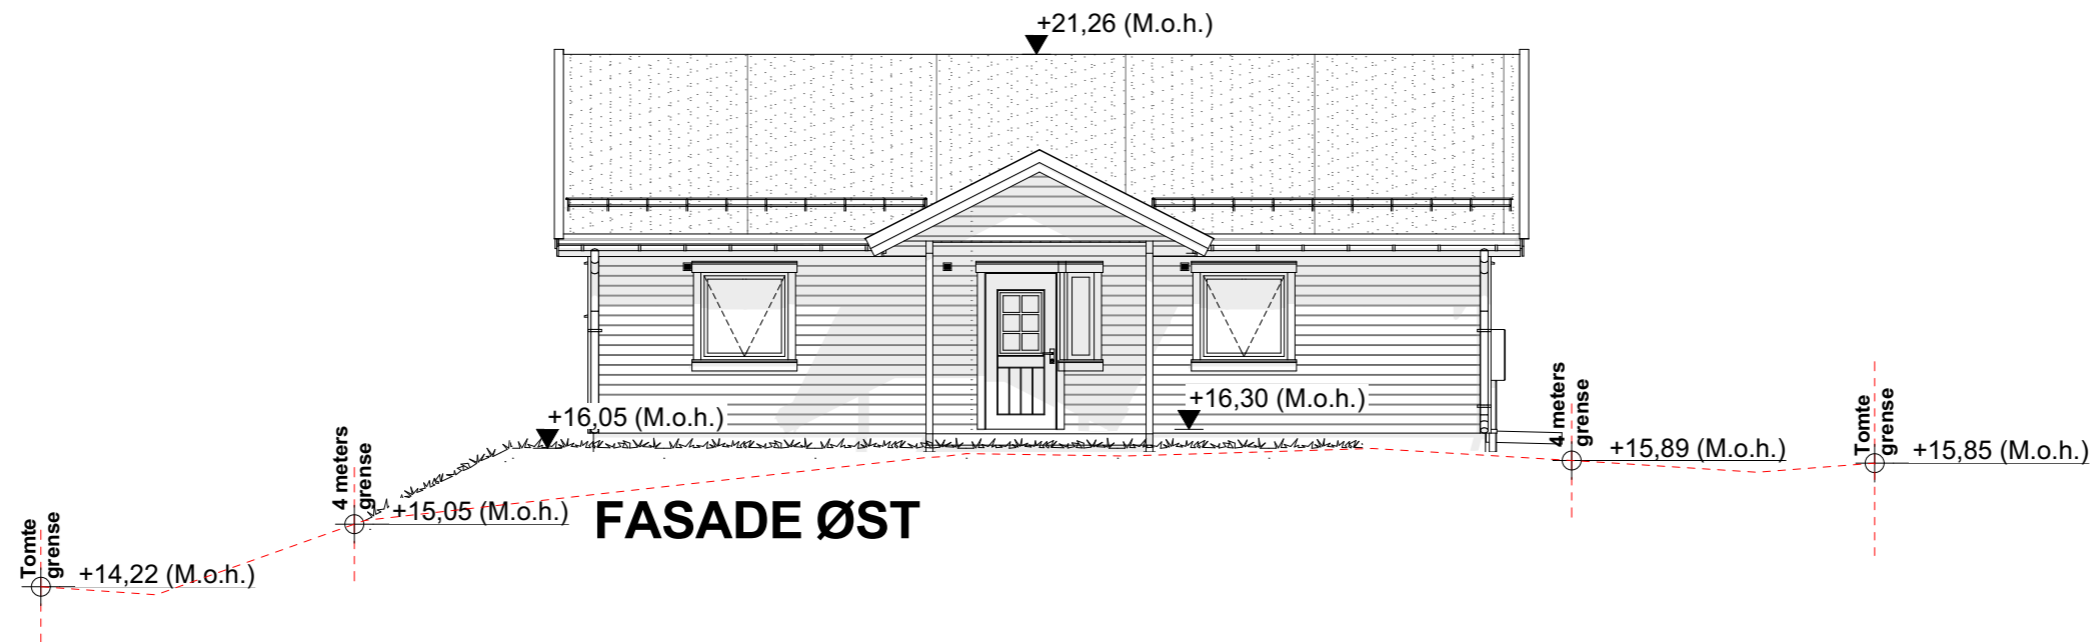 +21,26 (M.o.h.)
+16,05 (M.o.h.)
+16,30 (M.o.h.)
4 meters
grense
+15,05 (M.o.h.)
Tomte
grense
+14,22 (M.o.h.)
4 meters
grense
+15,89 (M.o.h.)
Tomte
grense
+15,85 (M.o.h.)
FASADE ØST